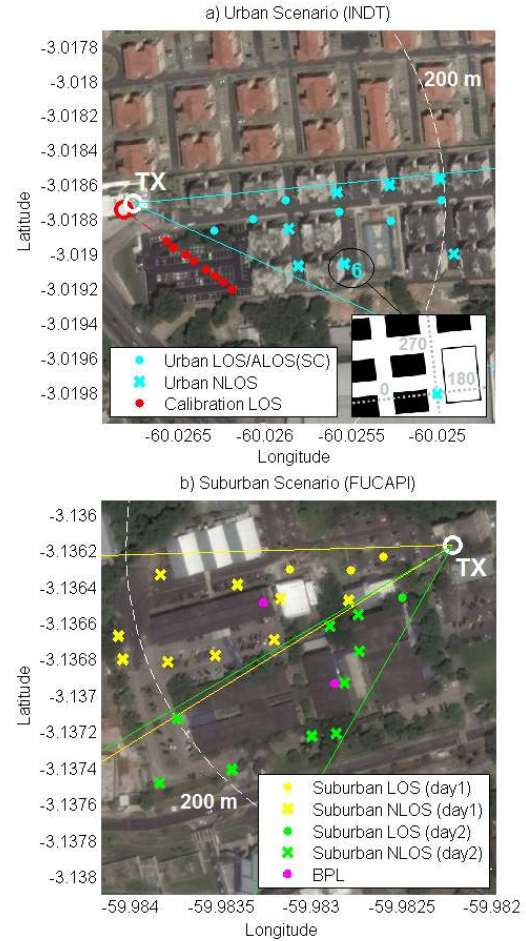 a) Urban Scenario (INDT)
-3.0178
-3.018
-3.0182
-3.0184
-3.0186
-3.0188
-3.019
-3.0192
-3.0194
-3.0196
-3.0198
Latitude
200 m
TX
6
270
0
180
Urban LOS/ALOS(SC)
Urban NLOS
Calibration LOS
-60.0265 -60.026 -60.0255 -60.025
Longitude
b) Suburban Scenario (FUCAPI)
-3.136
-3.1362
-3.1364
-3.1366
-3.1368
-3.137
-3.1372
-3.1374
-3.1376
-3.1378
-3.138
Latitude
TX
200 m
Suburban LOS (day1)
Suburban NLOS (day1)
Suburban LOS (day2)
Suburban NLOS (day2)
BPL
-59.984 -59.9835 -59.983 -59.9825 -59.982
Longitude